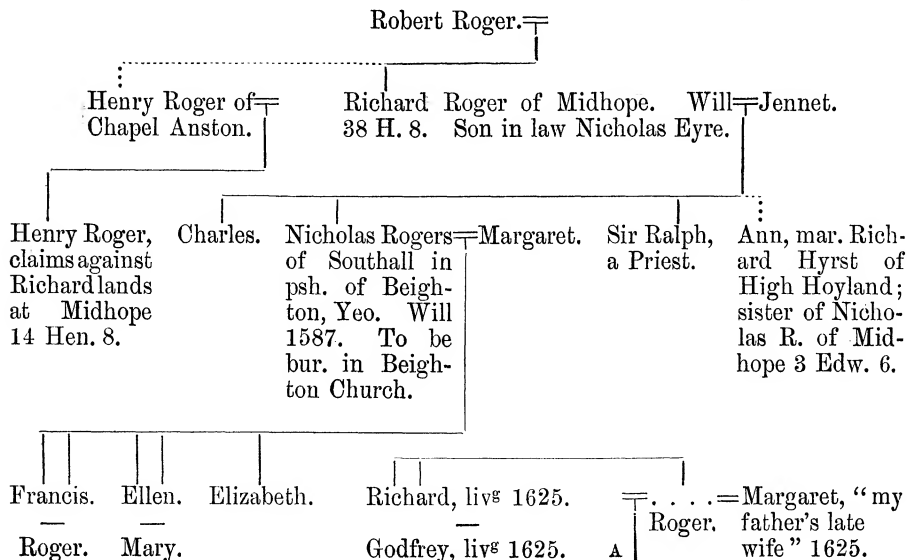 Robert Roger.
Henry Roger of
Chapel Anston.
Richard Roger of Midhope. Will
38 H. 8. Son in law Nicholas Eyre.
Jennet.
Henry Roger,
claims against
Richard lands
at Midhope
14 Hen. 8.
Charles.
Nicholas Rogers
of Southall in
psh. of Beigh-
ton, Yeo. Will
1587. To be
bur. in Beigh-
ton Church.
Margaret.
Sir Ralph,
a Priest.
Ann, mar. Rich-
ard Hyrst of
High Hoyland;
sister of Nicho-
las R. of Mid-
hope 3 Edw. 6.
Francis.
Roger.
Ellen.
Mary.
Elizabeth.
Richard, livg 1625.
Godfrey, livg 1625.
. . . .
Roger.
A
Margaret, “my
father's late
wife” 1625.